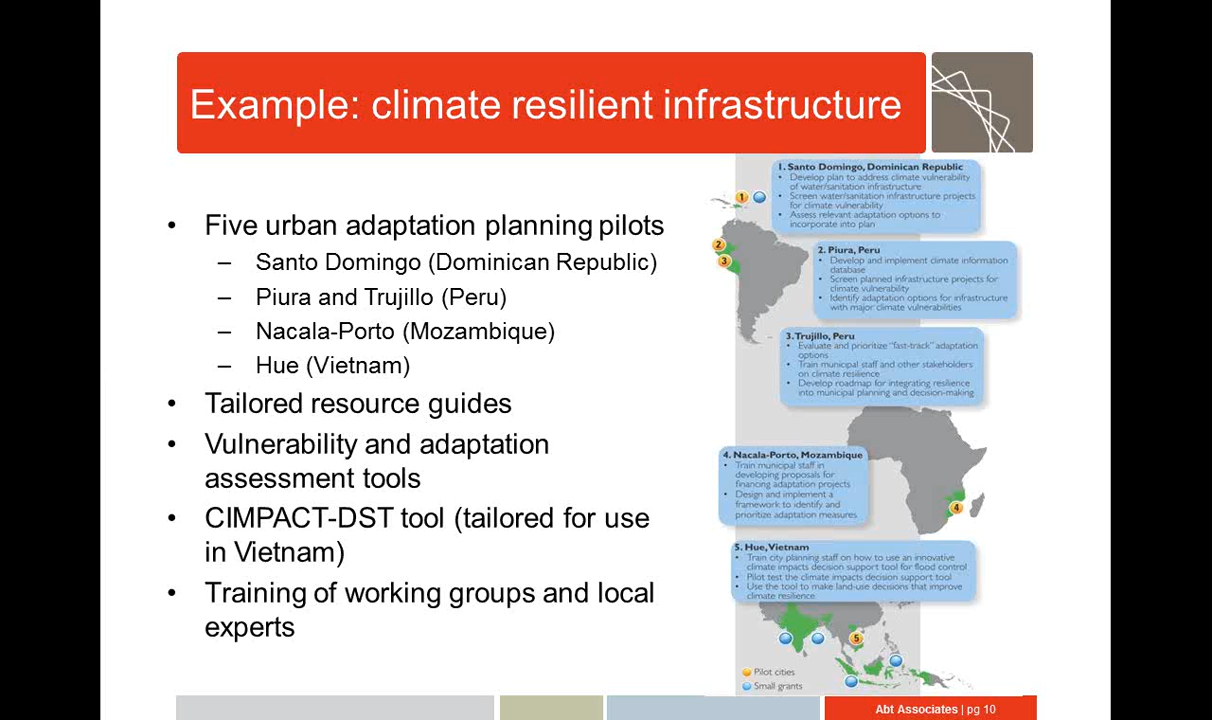 Example: climate resilient infrastructure
• Five urban adaptation planning pilots
– Santo Domingo (Dominican Republic)
– Piura and Trujillo (Peru)
– Nacala-Porto (Mozambique)
– Hue (Vietnam)
• Tailored resource guides
• Vulnerability and adaptation
assessment tools
• CIMPACT-DST tool (tailored for use
in Vietnam)
• Training of working groups and local
experts
1. Santo Domingo, Dominican Republic
• Develop plan to address climate vulnerability
of water/sanitation infrastructure
• Screen water/sanitation infrastructure projects
for climate vulnerability
• Assess relevant adaptation options to
incorporate into plan
1
2
3
2. Piura, Peru
• Develop and implement climate information
database
• Screen planned infrastructure projects for
climate vulnerability
• Identify adaptation options for infrastructure
with major climate vulnerabilities
3. Trujillo, Peru
• Evaluate and prioritize "fast-track" adaptation
options
• Train municipal staff and other stakeholders
on climate resilience
• Develop roadmap for integrating resilience
into municipal planning and decision-making
4. Nacala-Porto, Mozambique
• Train municipal staff in
developing proposals for
financing adaptation projects
• Design and implement a
framework to identify and
prioritize adaptation measures
4
5. Hue, Vietnam
• Train city planning staff on how to use an innovative
climate impacts decision support tool for flood control
• Pilot test the climate impacts decision support tool
• Use the tool to make land-use decisions that improve
climate resilience
5
Pilot cities
Small grants
Abt Associates | pg 10